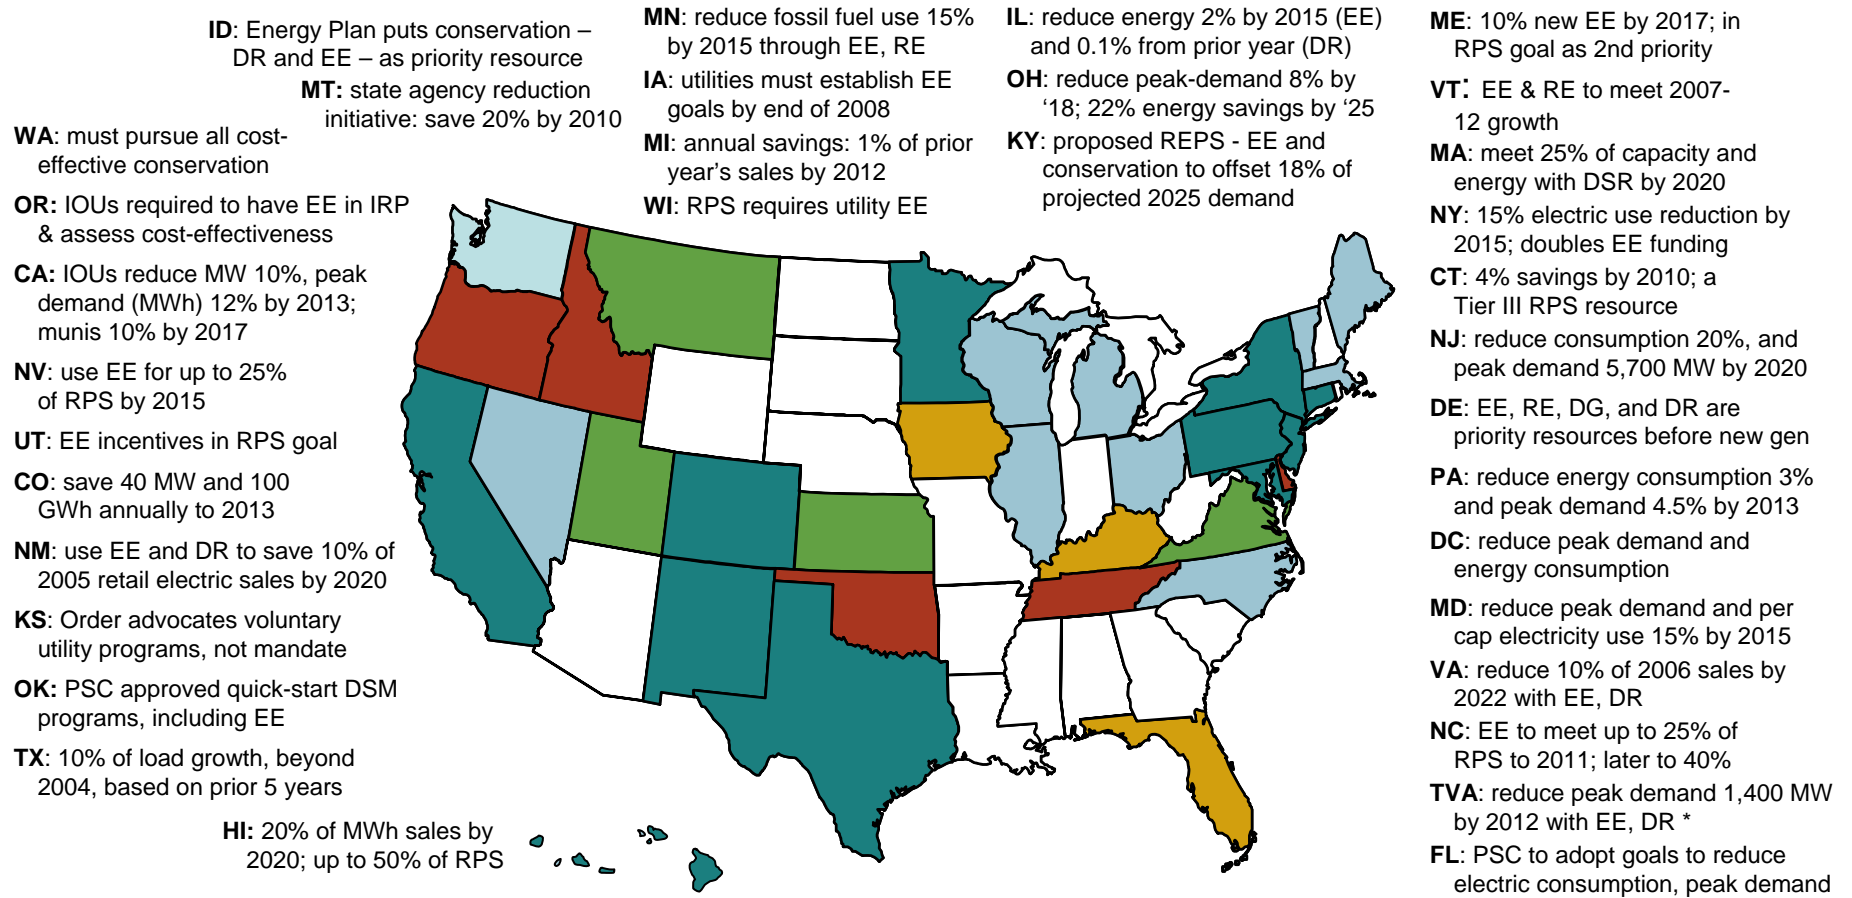 ID: Energy Plan puts conservation –
DR and EE – as priority resource
MT: state agency reduction
initiative: save 20% by 2010
WA: must pursue all cost-
effective conservation
OR: IOUs required to have EE in IRP
& assess cost-effectiveness
CA: IOUs reduce MW 10%, peak
demand (MWh) 12% by 2013;
munis 10% by 2017
NV: use EE for up to 25%
of RPS by 2015
UT: EE incentives in RPS goal
CO: save 40 MW and 100
GWh annually to 2013
NM: use EE and DR to save 10% of
2005 retail electric sales by 2020
KS: Order advocates voluntary
utility programs, not mandate
OK: PSC approved quick-start DSM
programs, including EE
TX: 10% of load growth, beyond
2004, based on prior 5 years
HI: 20% of MWh sales by
2020; up to 50% of RPS
MN: reduce fossil fuel use 15%
by 2015 through EE, RE
IA: utilities must establish EE
goals by end of 2008
MI: annual savings: 1% of prior
year’s sales by 2012
WI: RPS requires utility EE
IL: reduce energy 2% by 2015 (EE)
and 0.1% from prior year (DR)
OH: reduce peak-demand 8% by
‘18; 22% energy savings by ‘25
KY: proposed REPS - EE and
conservation to offset 18% of
projected 2025 demand
ME: 10% new EE by 2017; in
RPS goal as 2nd priority
VT: EE & RE to meet 2007-
12 growth
MA: meet 25% of capacity and
energy with DSR by 2020
NY: 15% electric use reduction by
2015; doubles EE funding
CT: 4% savings by 2010; a
Tier III RPS resource
NJ: reduce consumption 20%, and
peak demand 5,700 MW by 2020
DE: EE, RE, DG, and DR are
priority resources before new gen
PA: reduce energy consumption 3%
and peak demand 4.5% by 2013
DC: reduce peak demand and
energy consumption
MD: reduce peak demand and per
cap electricity use 15% by 2015
VA: reduce 10% of 2006 sales by
2022 with EE, DR
NC: EE to meet up to 25% of
RPS to 2011; later to 40%
TVA: reduce peak demand 1,400 MW
by 2012 with EE, DR *
FL: PSC to adopt goals to reduce
electric consumption, peak demand